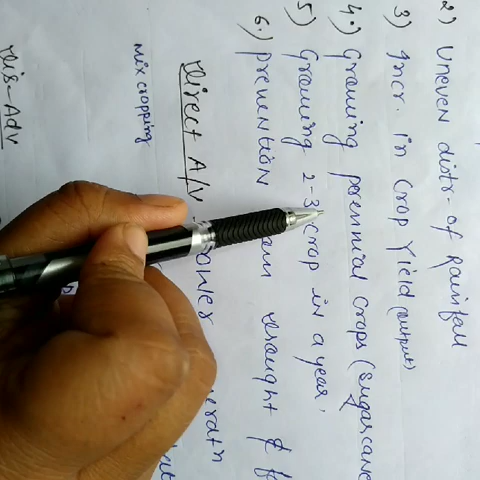 2) Uneven distr. of Rainfall
3) Incr. in Crop Yield (output)
4.) Growing perennial crops (Sugarcane
5) Growing 2-3 crop in a year.
6.) prevention drought &
Direct A/V
Mix cropping
Dis-Adv